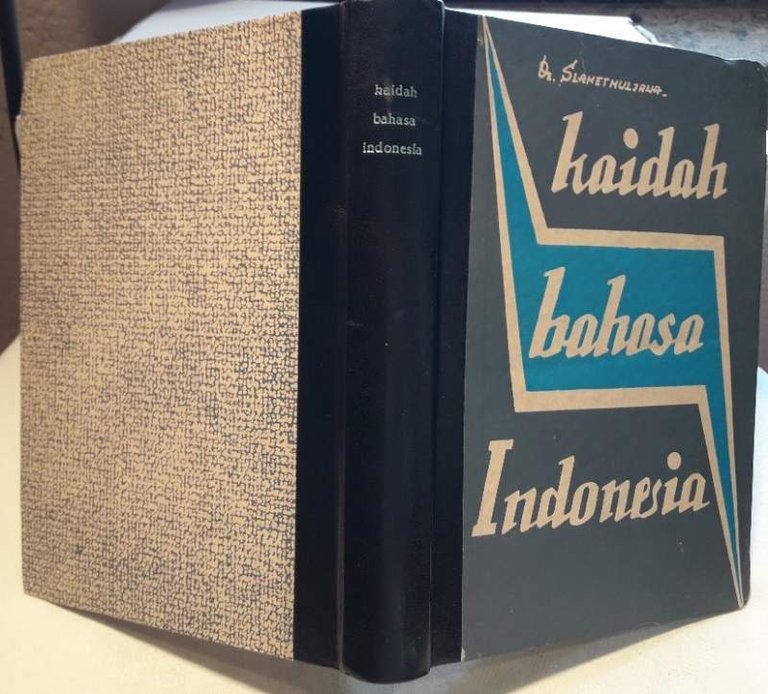 kaidah
bahasa
indonesia
Dr. SLAMETMULJANA
kaidah
bahasa
Indonesia